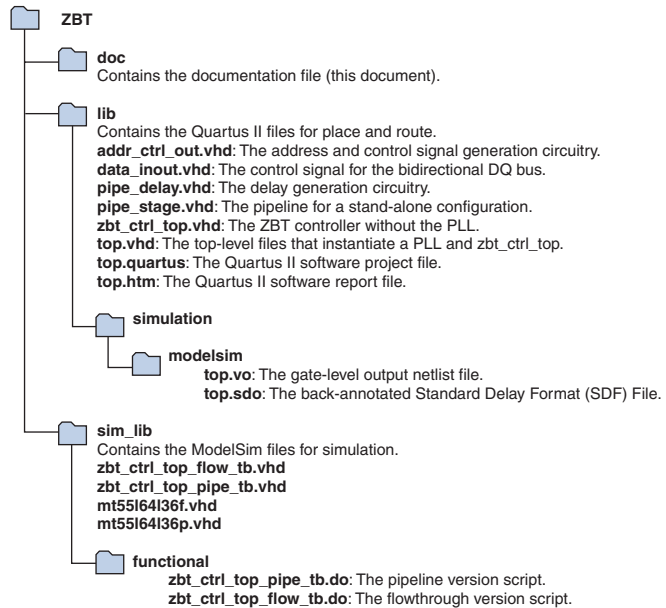 ZBT
doc
Contains the documentation file (this document).
lib
Contains the Quartus II files for place and route.
addr_ctrl_out.vhd: The address and control signal generation circuitry.
data_inout.vhd: The control signal for the bidirectional DQ bus.
pipe_delay.vhd: The delay generation circuitry.
pipe_stage.vhd: The pipeline for a stand-alone configuration.
zbt_ctrl_top.vhd: The ZBT controller without the PLL.
top.vhd: The top-level files that instantiate a PLL and zbt_ctrl_top.
top.quartus: The Quartus II software project file.
top.htm: The Quartus II software report file.
simulation
modelsim
top.vo: The gate-level output netlist file.
top.sdo: The back-annotated Standard Delay Format (SDF) File.
sim_lib
Contains the ModelSim files for simulation.
zbt_ctrl_top_flow_tb.vhd
zbt_ctrl_top_pipe_tb.vhd
mt55l64l36f.vhd
mt55l64l36p.vhd
functional
zbt_ctrl_top_pipe_tb.do: The pipeline version script.
zbt_ctrl_top_flow_tb.do: The flowthrough version script.